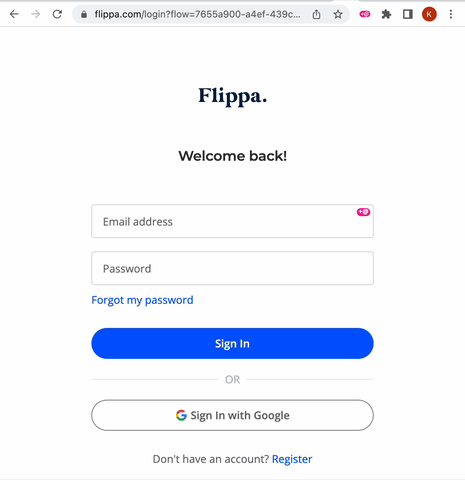 flippa.com/login?flow=7655a900-a4ef-439c...
K
Flippa.
Welcome back!
Email address
+@
Password
Forgot my password
Sign In
OR
Sign In with Google
Don't have an account? Register